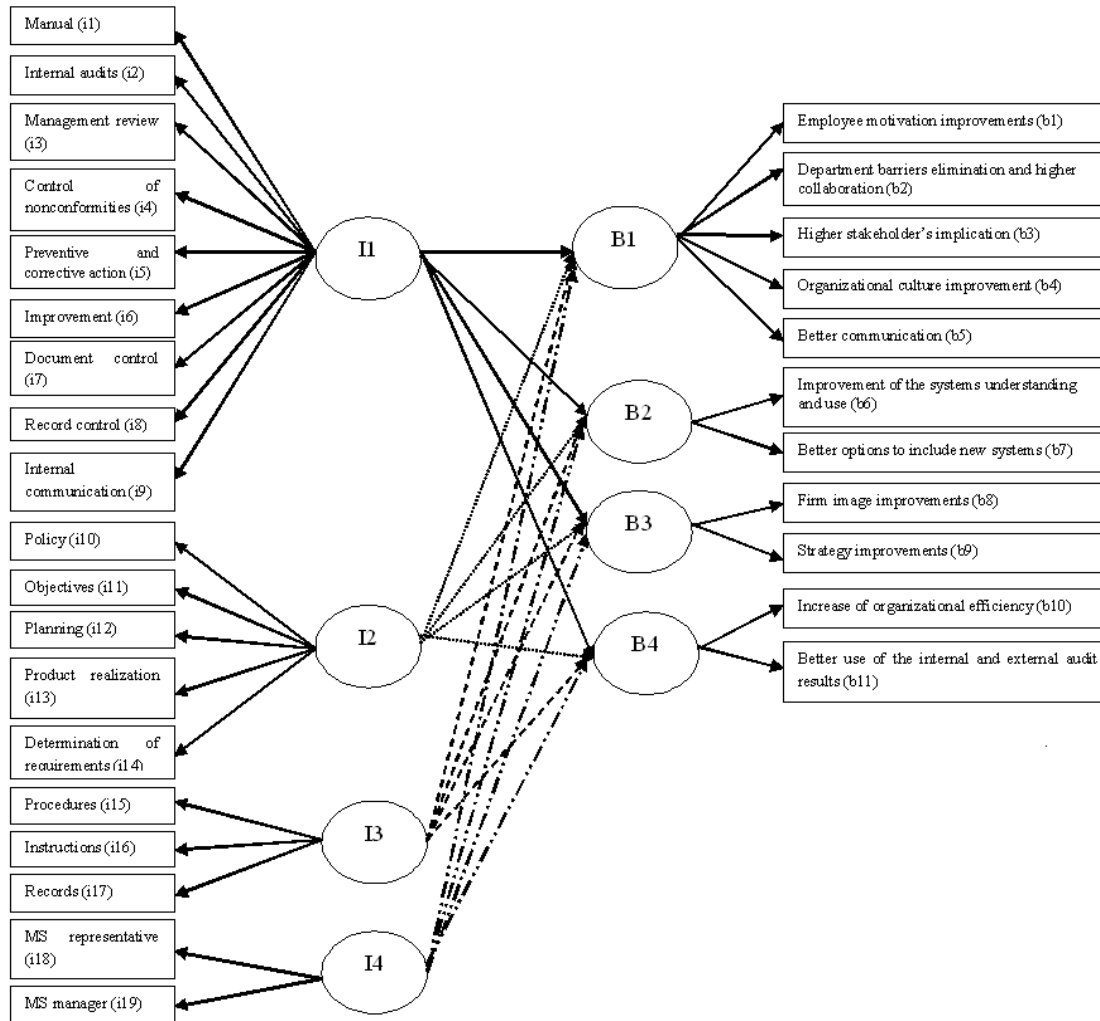 Manual (i1)
Internal audits (i2)
Management review
(i3)
Control of
nonconformities (i4)
Preventive and
corrective action (i5)
Improvement (i6)
Document control
(i7)
Record control (i8)
Internal
communication (i9)
Policy (i10)
Objectives (i11)
Planning (i12)
Product realization
(i13)
Determination of
requirements (i14)
Procedures (i15)
Instructions (i16)
Records (i17)
MS representative
(i18)
MS manager (i19)
I1
I2
I3
I4
B1
B2
B3
B4
Employee motivation improvements (b1)
Department barriers elimination and higher
collaboration (b2)
Higher stakeholder's implication (b3)
Organizational culture improvement (b4)
Better communication (b5)
Improvement of the systems understanding
and use (b6)
Better options to include new systems (b7)
Firm image improvements (b8)
Strategy improvements (b9)
Increase of organizational efficiency (b10)
Better use of the internal and external audit
results (b11)